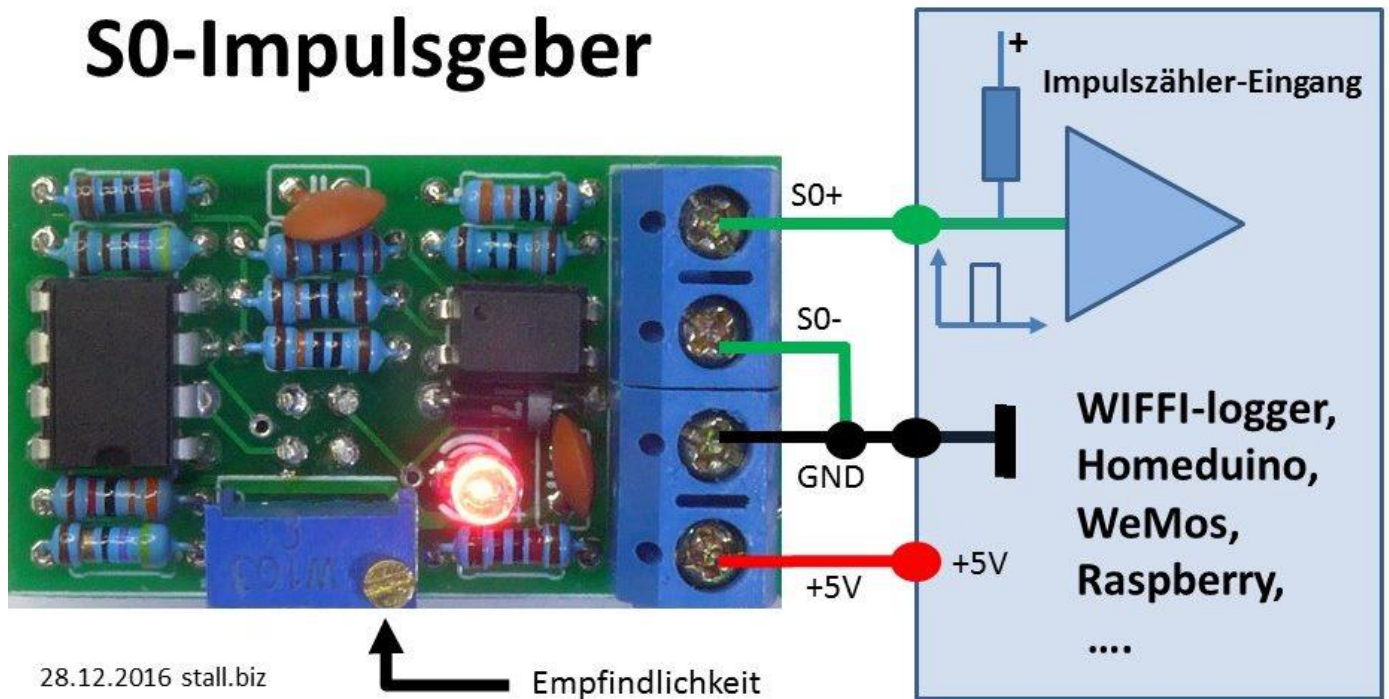 S0-Impulsgeber
+
Impulszähler-Eingang
S0+
S0-
GND
+5V
+5V
WIFFI-logger,
Homeduino,
WeMos,
Raspberry,
....
28.12.2016 stall.biz
Empfindlichkeit